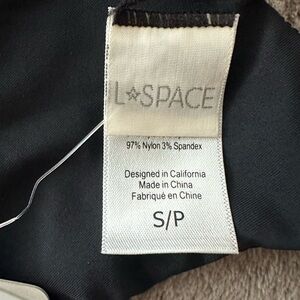 L☆SPACE
97% Nylon 3% Spandex
Designed in California
Made in China
Fabriqué en Chine
S/P